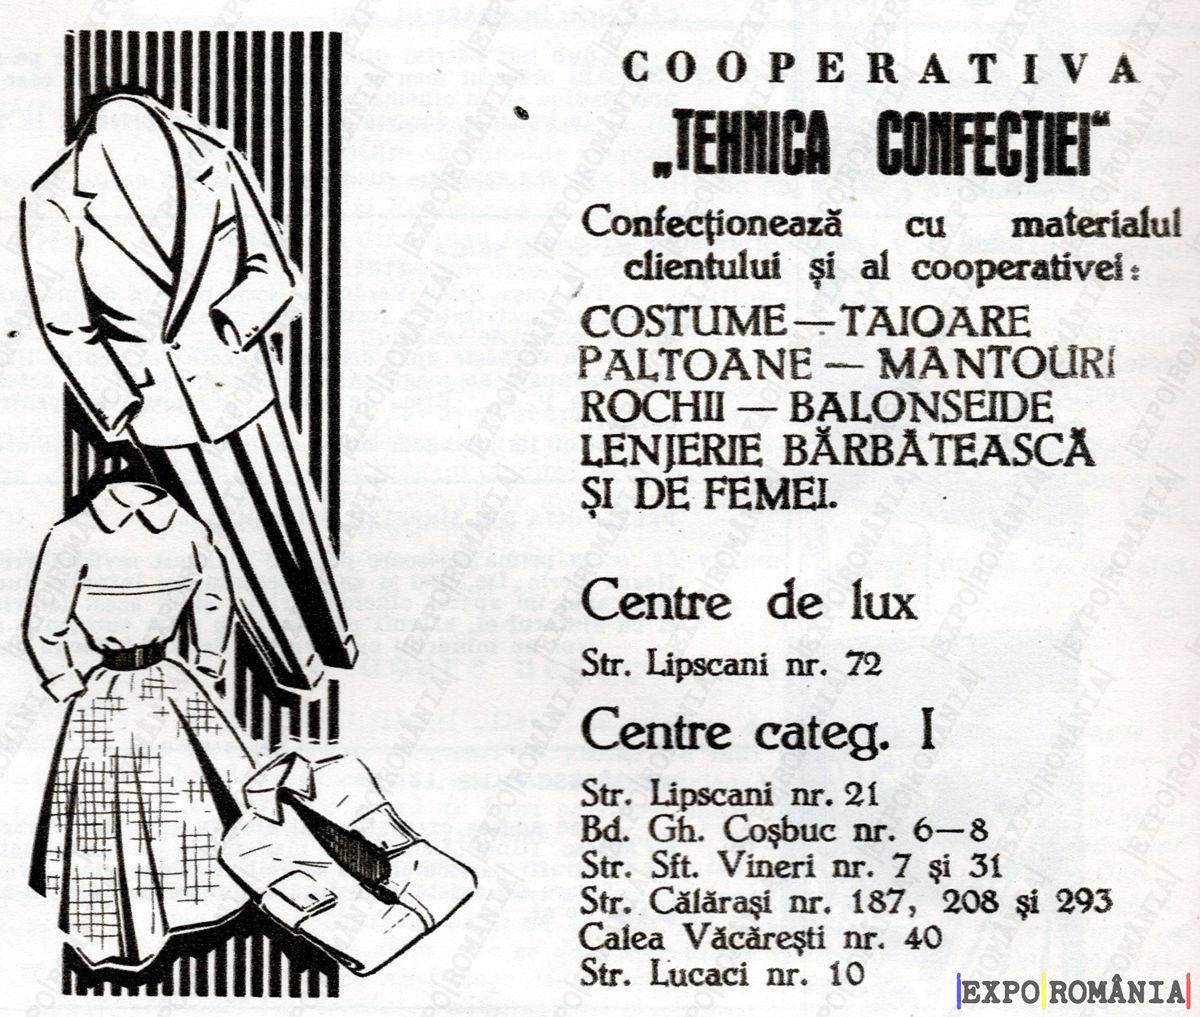 COOPERATIVA
„TEHNICA CONFECȚIEI“
Confecționează cu materialul
clientului și al cooperativei:
COSTUME — TAIOARE
PALTOANE — MANTOURI
ROCHII — BALONSEIDE
LENJERIE BĂRBĂTEASCĂ
ȘI DE FEMEI.
Centre de lux
Str. Lipscani nr. 72
Centre categ. I
Str. Lipscani nr. 21
Bd. Gh. Coșbuc nr. 6—8
Str. Sft. Vineri nr. 7 și 31
Str. Călărași nr. 187, 208 și 293
Calea Văcărești nr. 40
Str. Lucaci nr. 10
|EXPO|ROMÂNIA|